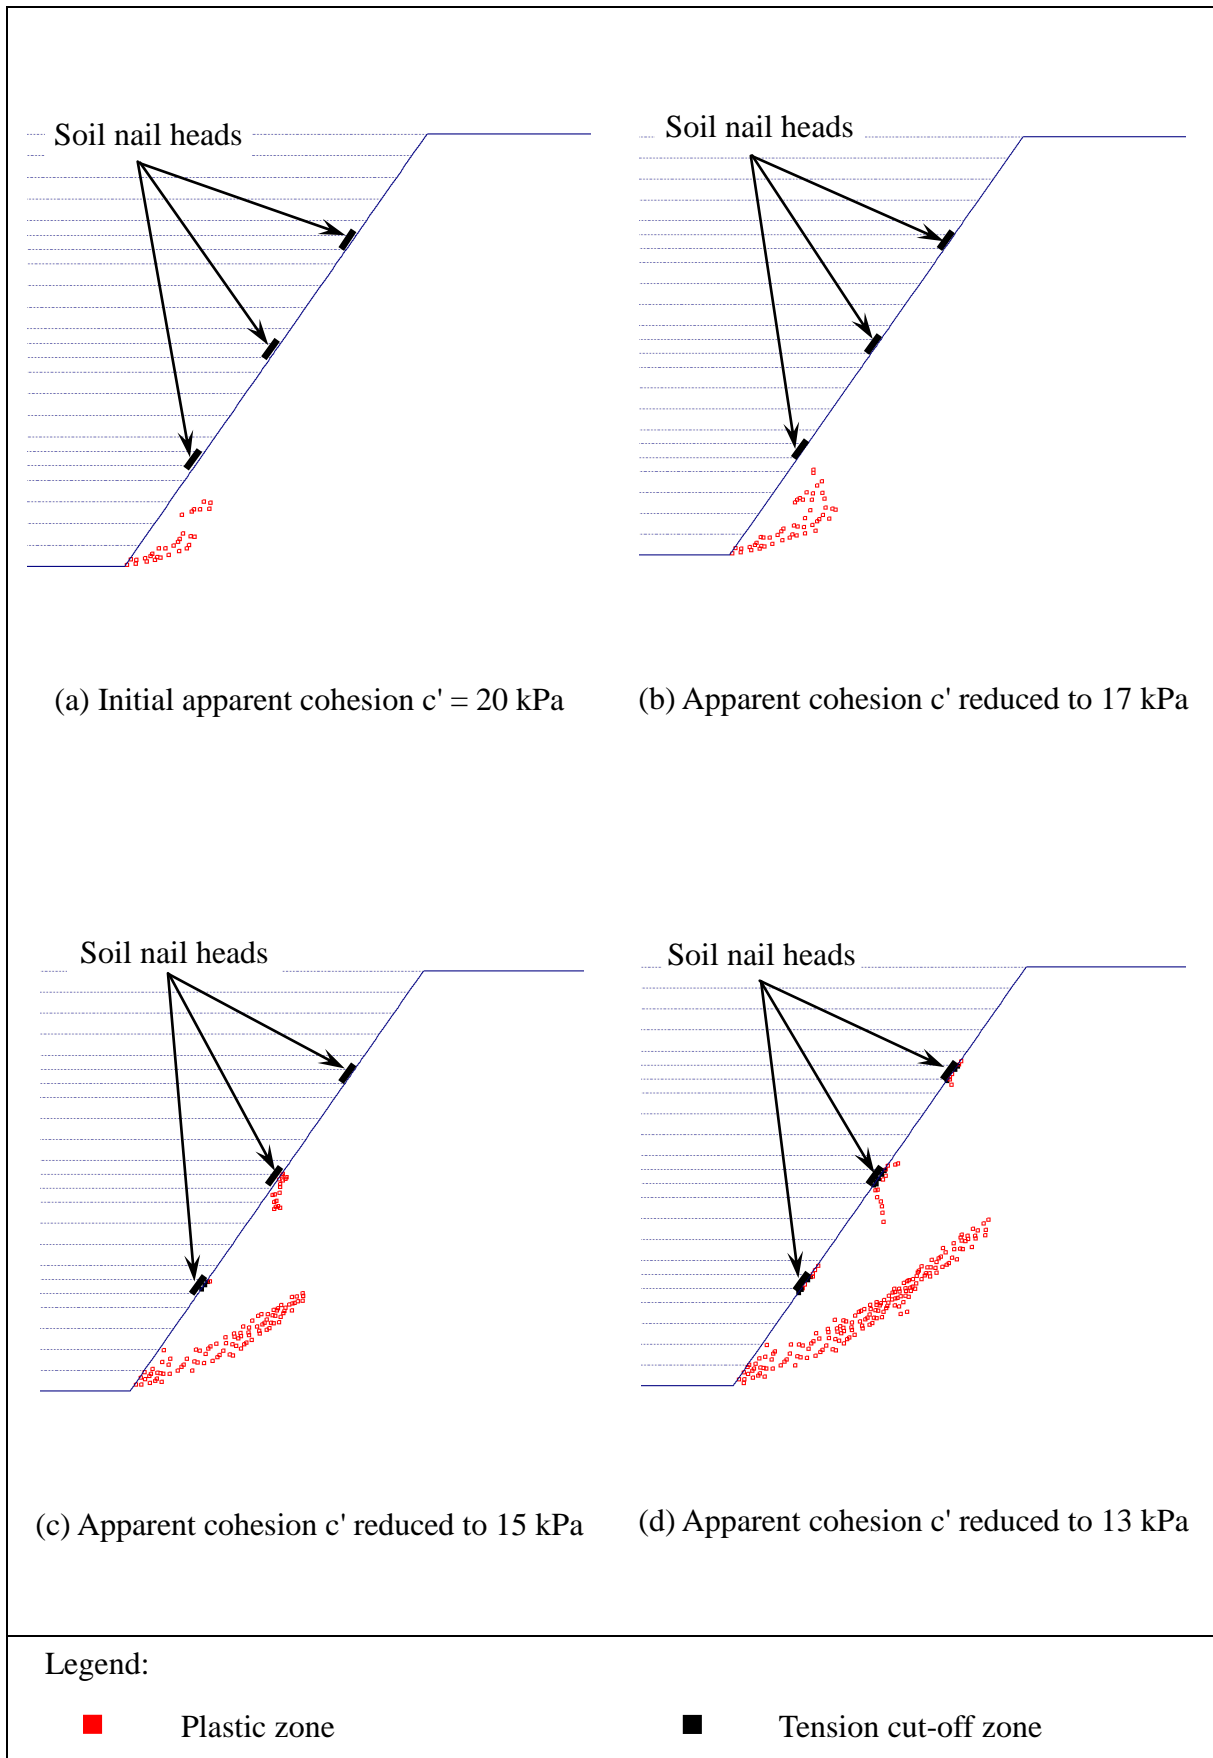 Soil nail heads
Soil nail heads
(a) Initial apparent cohesion c' = 20 kPa
(b) Apparent cohesion c' reduced to 17 kPa
Soil nail heads
Soil nail heads
(c) Apparent cohesion c' reduced to 15 kPa
(d) Apparent cohesion c' reduced to 13 kPa
Legend:
Plastic zone
Tension cut-off zone